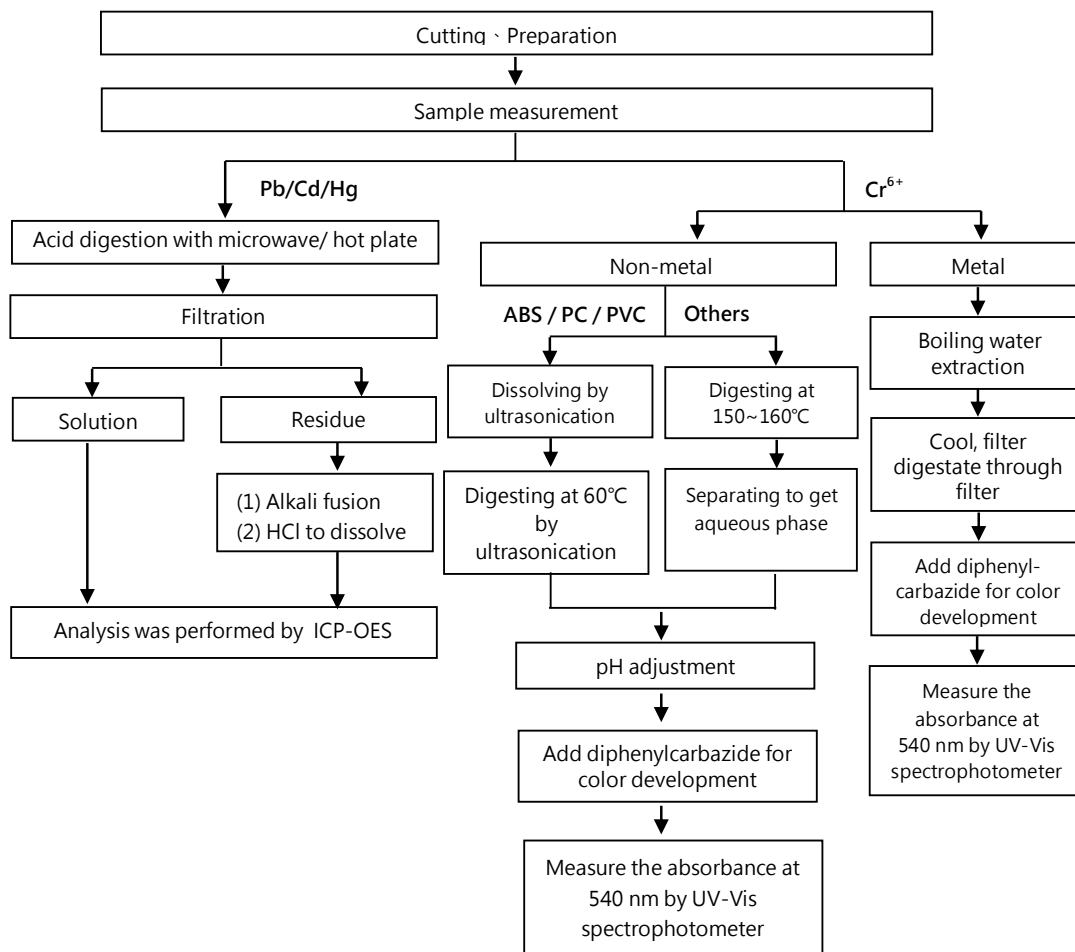 Cutting、Preparation
Sample measurement
Pb/Cd/Hg
Cr⁶⁺
Acid digestion with microwave/ hot plate
Filtration
Solution
Residue
(1) Alkali fusion
(2) HCl to dissolve
Analysis was performed by ICP-OES
Non-metal
ABS / PC / PVC
Others
Dissolving by
ultrasonication
Digesting at
150~160℃
Digesting at 60℃
by
ultrasonication
Separating to get
aqueous phase
pH adjustment
Add diphenylcarbazide for
color development
Measure the absorbance at
540 nm by UV-Vis
spectrophotometer
Metal
Boiling water
extraction
Cool, filter
digestate through
filter
Add diphenyl-
carbazide for color
development
Measure the
absorbance at
540 nm by UV-Vis
spectrophotometer